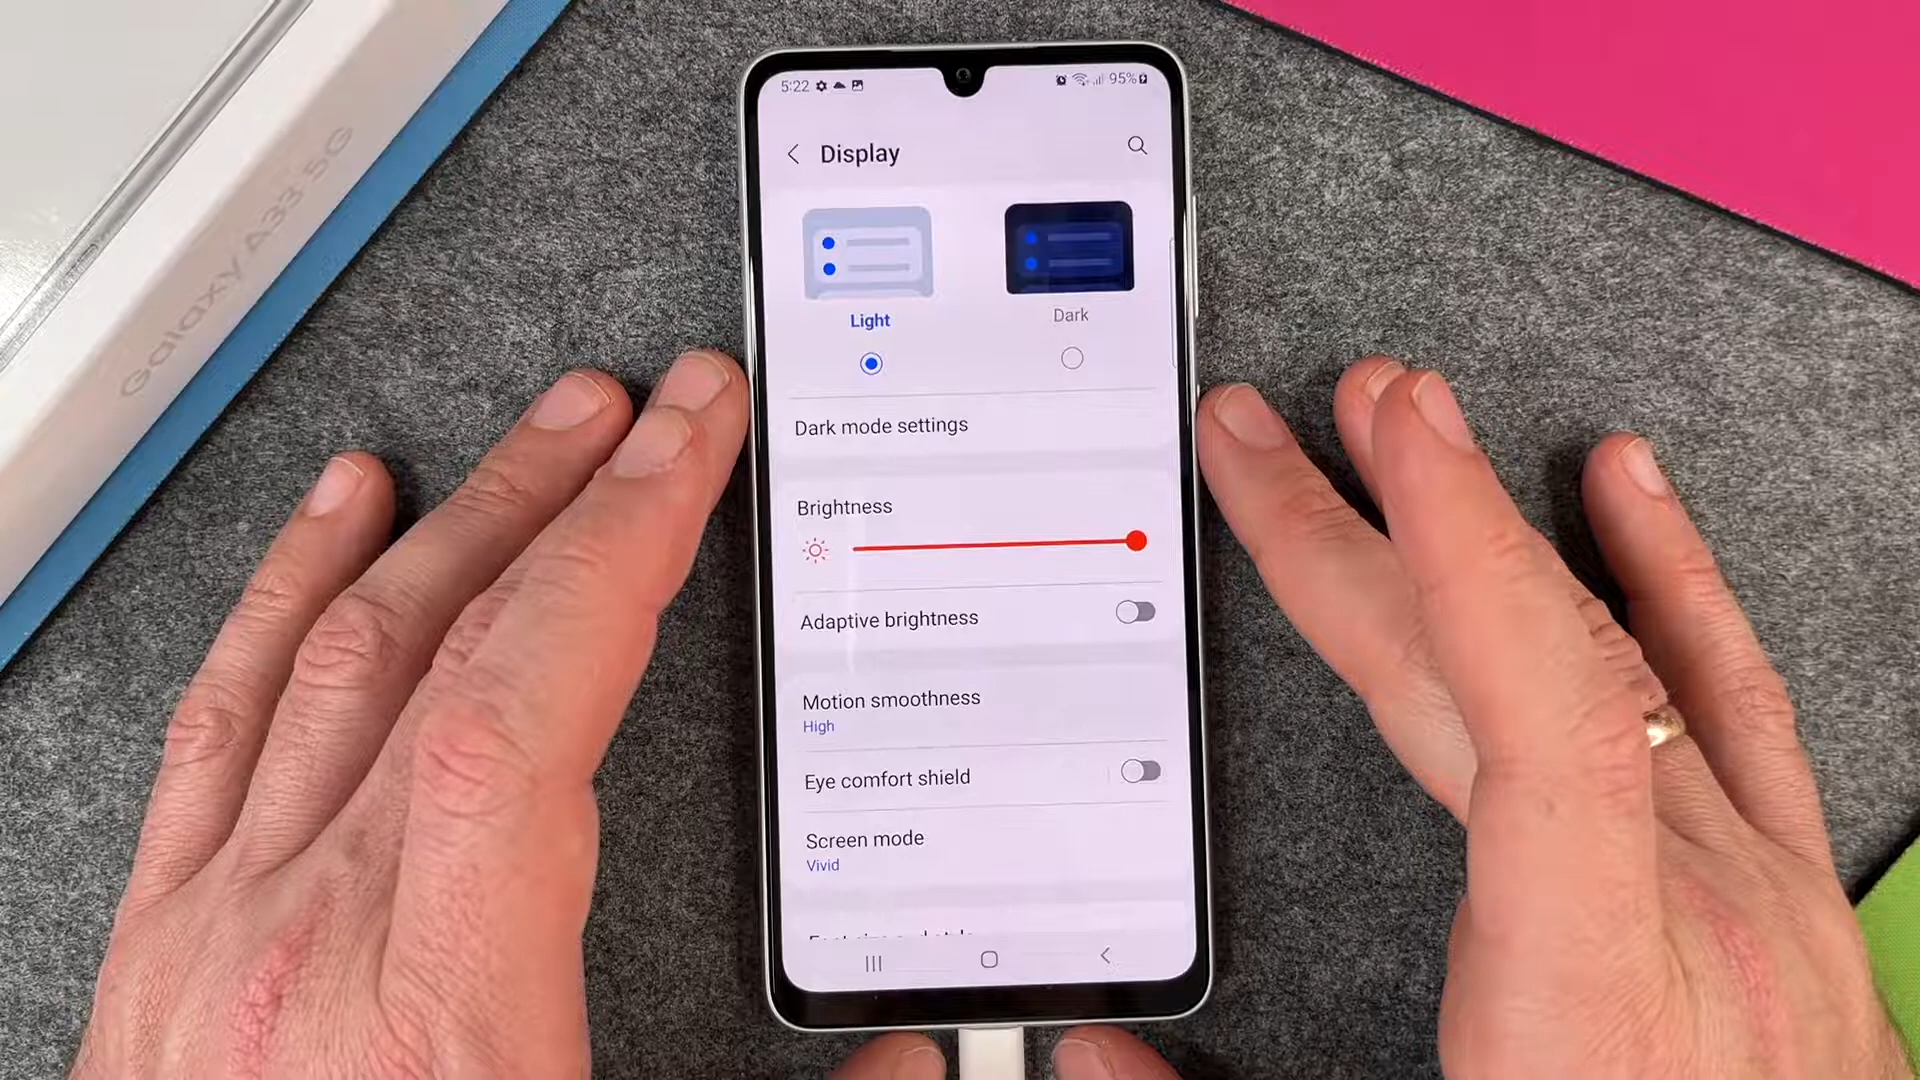 Galaxy A33 5G
5:22
95%
Display
Light
Dark
Dark mode settings
Brightness
Adaptive brightness
Motion smoothness
High
Eye comfort shield
Screen mode
Vivid